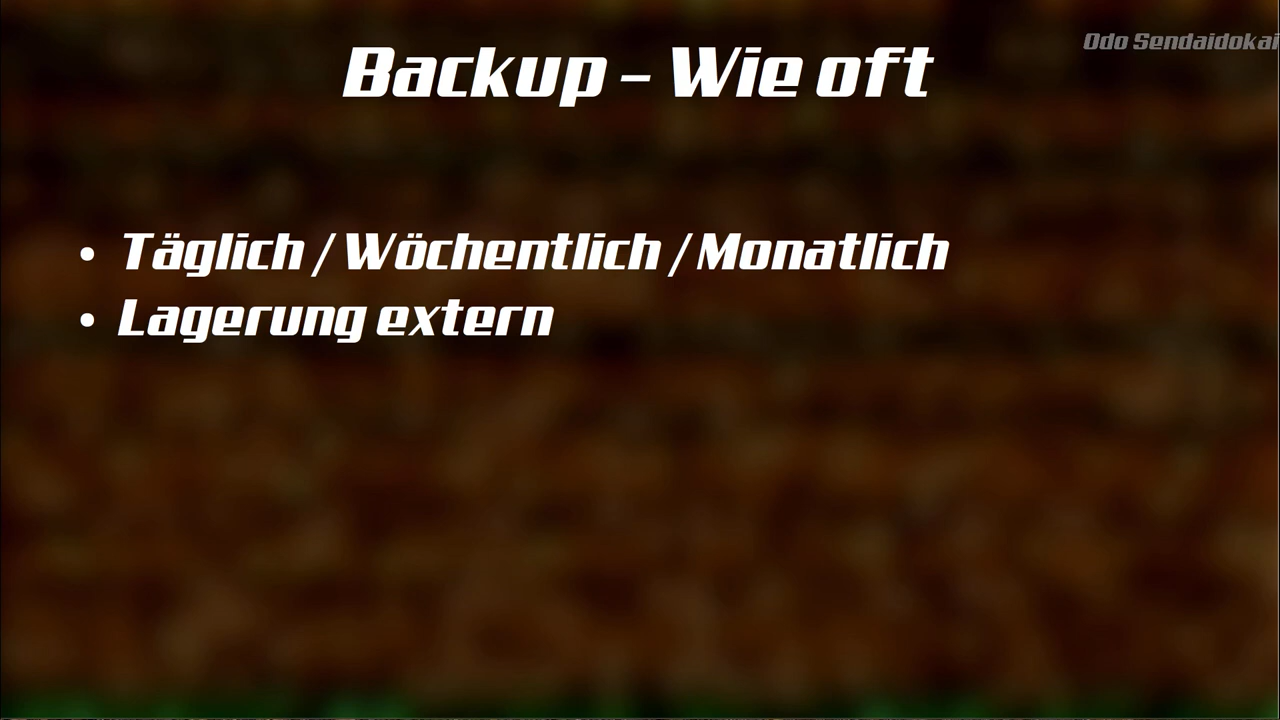 Odo Sendaidokai
Backup - Wie oft
• Täglich / Wöchentlich / Monatlich
• Lagerung extern